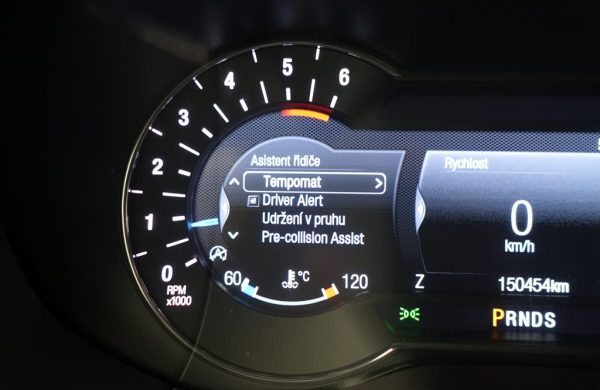 6
5
4
3
2
1
0
RPM
x1000
Asistent řidiče
Tempomat
Driver Alert
Udržení v pruhu
Pre-collision Assist
60 °C 120
Rychlost
0
km/h
Z 150454km
PRNDS